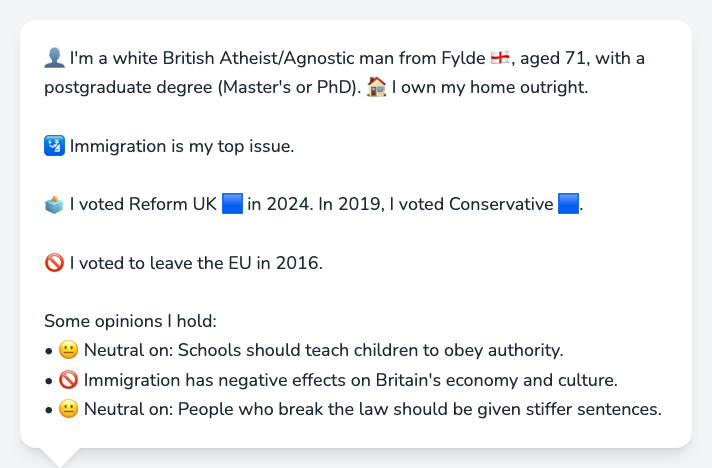 👤 I'm a white British Atheist/Agnostic man from Fylde 🏴󠁧󠁢󠁥󠁮󠁧󠁿, aged 71, with a
postgraduate degree (Master's or PhD). 🏠 I own my home outright.
🛂 Immigration is my top issue.
🗳️ I voted Reform UK 🟦 in 2024. In 2019, I voted Conservative 🟦.
🚫 I voted to leave the EU in 2016.
Some opinions I hold:
• 😐 Neutral on: Schools should teach children to obey authority.
• 🚫 Immigration has negative effects on Britain's economy and culture.
• 😐 Neutral on: People who break the law should be given stiffer sentences.